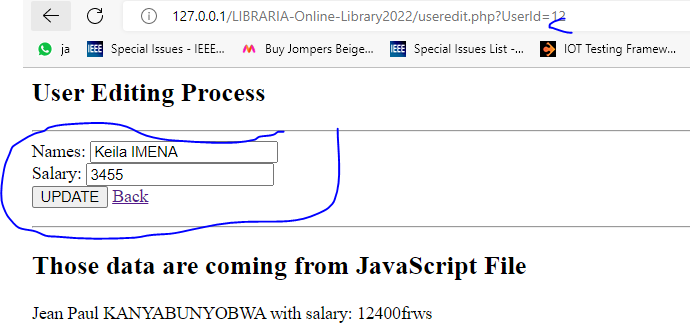 127.0.0.1/LIBRARIA-Online-Library2022/useredit.php?UserId=12
ja Special Issues - IEEE... Buy Jompers Beige... Special Issues List -... IOT Testing Framew...
User Editing Process
Names: Keila IMENA
Salary: 3455
UPDATE Back
Those data are coming from JavaScript File
Jean Paul KANYABUNYOBWA with salary: 12400frws